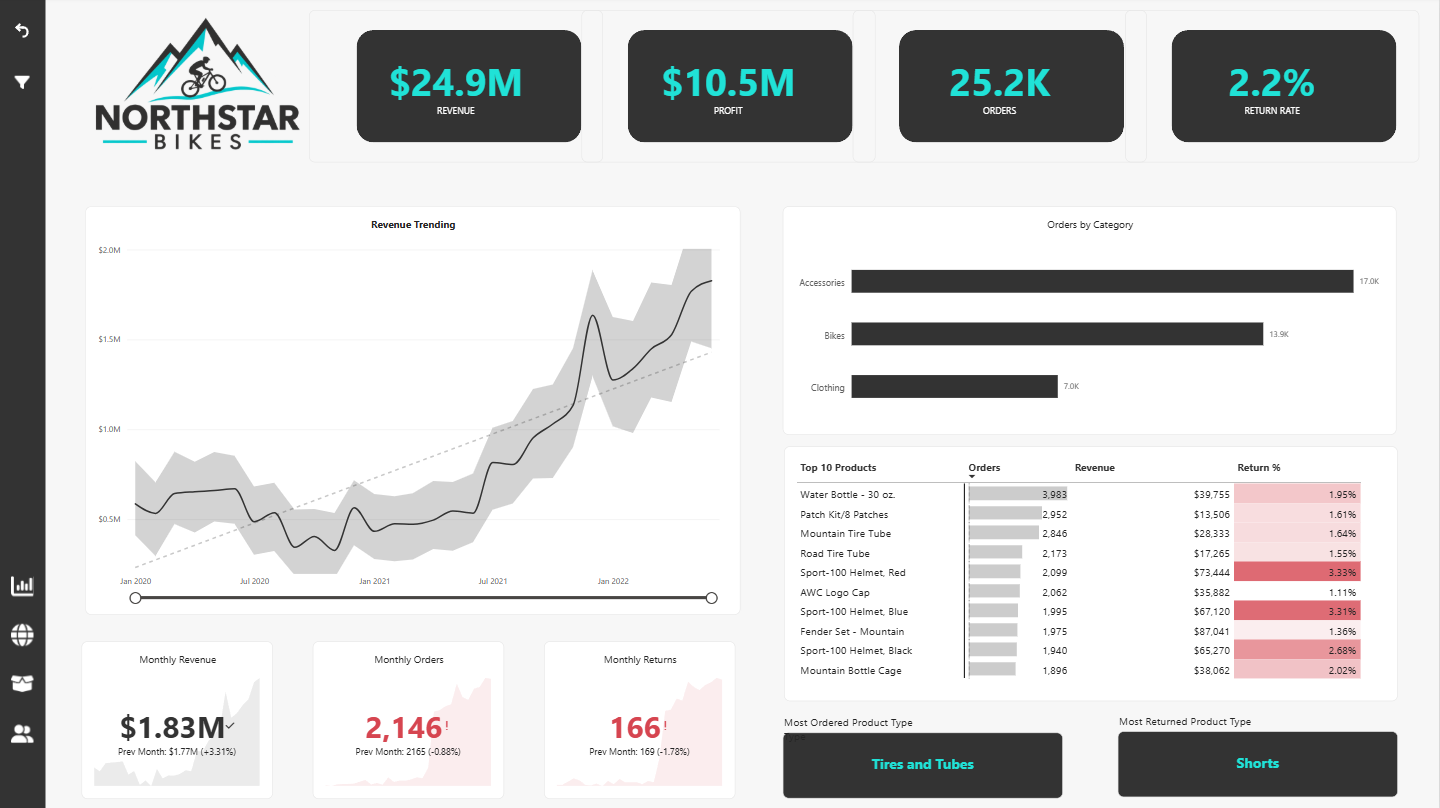 NORTHSTAR
BIKES
$24.9M
REVENUE
$10.5M
PROFIT
25.2K
ORDERS
2.2%
RETURN RATE
Revenue Trending
$2.0M
$1.5M
$1.0M
$0.5M
Jan 2020 Jul 2020 Jan 2021 Jul 2021 Jan 2022
Orders by Category
Accessories 17.0K
Bikes 13.9K
Clothing 7.0K
Top 10 Products Orders Revenue Return %
Water Bottle - 30 oz. 3,983 $39,755 1.95%
Patch Kit/8 Patches 2,952 $13,506 1.61%
Mountain Tire Tube 2,846 $28,333 1.64%
Road Tire Tube 2,173 $17,265 1.55%
Sport-100 Helmet, Red 2,099 $73,444 3.33%
AWC Logo Cap 2,062 $35,882 1.11%
Sport-100 Helmet, Blue 1,995 $67,120 3.31%
Fender Set - Mountain 1,975 $87,041 1.36%
Sport-100 Helmet, Black 1,940 $65,270 2.68%
Mountain Bottle Cage 1,896 $38,062 2.02%
Monthly Revenue
$1.83M
Prev Month: $1.77M (+3.31%)
Monthly Orders
2,146!
Prev Month: 2165 (-0.88%)
Monthly Returns
166!
Prev Month: 169 (-1.78%)
Most Ordered Product Type
Type
Tires and Tubes
Most Returned Product Type
Shorts